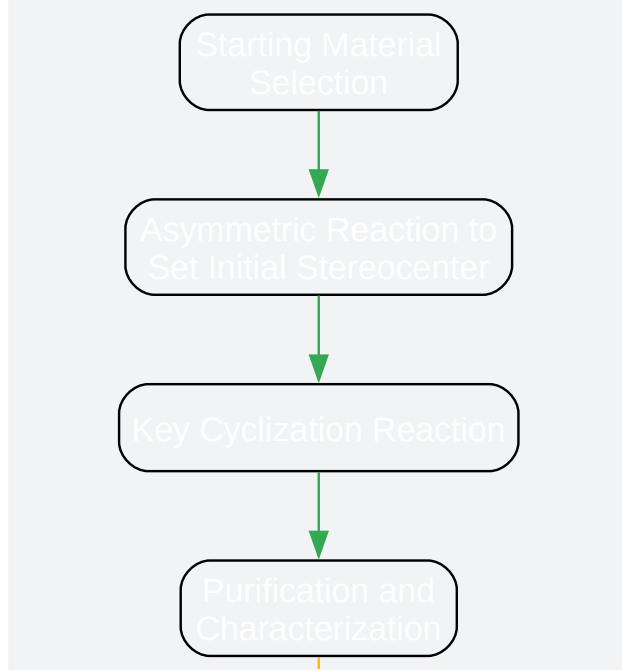 Starting Material
Selection
Asymmetric Reaction to
Set Initial Stereocenter
Key Cyclization Reaction
Purification and
Characterization